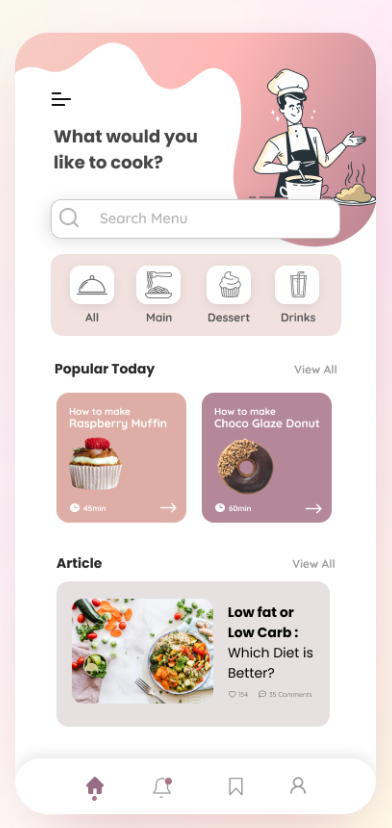 What would you
like to cook?
Search Menu
All
Main
Dessert
Drinks
Popular Today
View All
How to make
Raspberry Muffin
45min
How to make
Choco Glaze Donut
60min
Article
View All
Low fat or
Low Carb :
Which Diet is
Better?
154
35 Comments